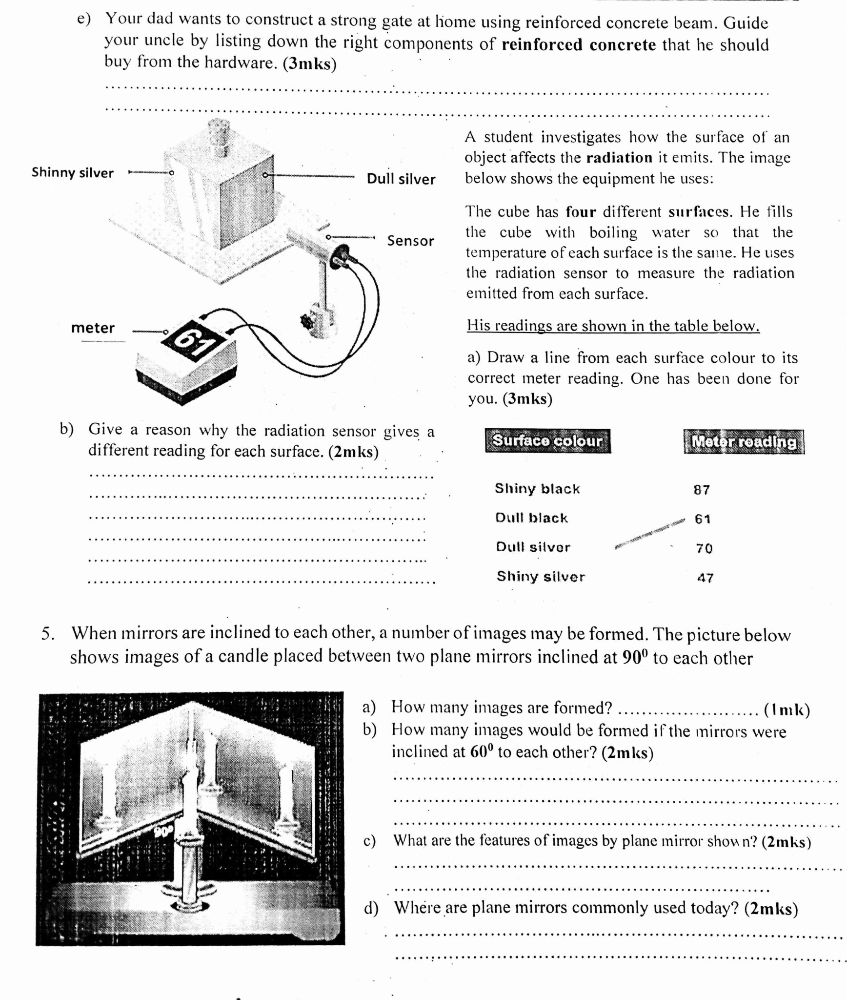 e) Your dad wants to construct a strong gate at home using reinforced concrete beam. Guide
your uncle by listing down the right components of reinforced concrete that he should
buy from the hardware. (3mks)
Shinny silver
Dull silver
Sensor
meter
61
A student investigates how the surface of an
object affects the radiation it emits. The image
below shows the equipment he uses:
The cube has four different surfaces. He fills
the cube with boiling water so that the
temperature of each surface is the same. He uses
the radiation sensor to measure the radiation
emitted from each surface.
His readings are shown in the table below.
a) Draw a line from each surface colour to its
correct meter reading. One has been done for
you. (3mks)
b) Give a reason why the radiation sensor gives a
different reading for each surface. (2mks)
Surface colour Meter reading
Shiny black 87
Dull black 61
Dull silver 70
Shiny silver 47
5. When mirrors are inclined to each other, a number of images may be formed. The picture below
shows images of a candle placed between two plane mirrors inclined at 90⁰ to each other
90⁰
a) How many images are formed? ........................ (1mk)
b) How many images would be formed if the mirrors were
inclined at 60⁰ to each other? (2mks)
c) What are the features of images by plane mirror shown? (2mks)
d) Where are plane mirrors commonly used today? (2mks)